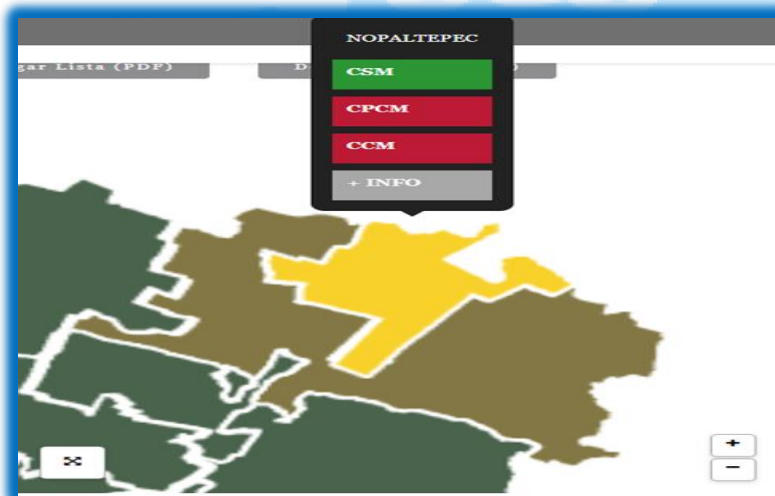 NOPALTEPEC
gar Lista (PDF)
CSM
CPCM
CCM
+ INFO
+
−